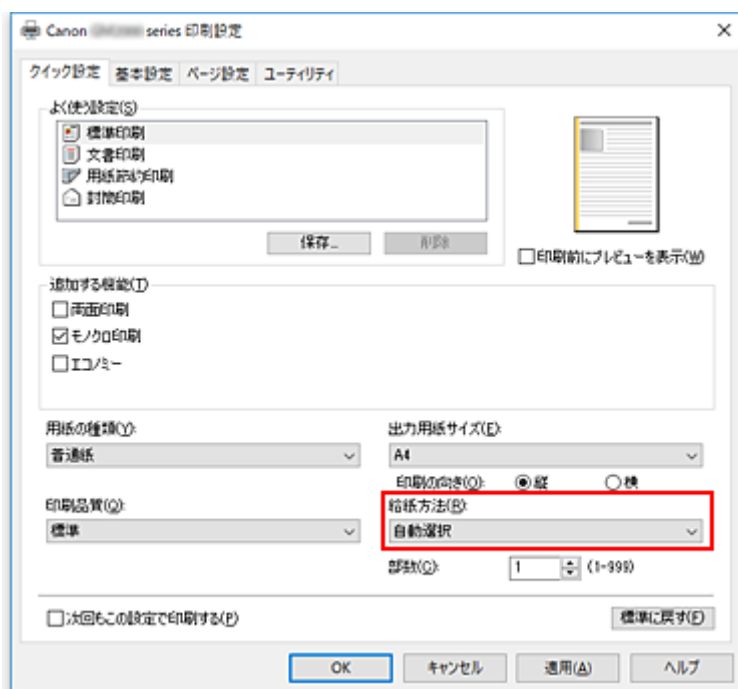 Canon series 印刷設定
クイック設定 基本設定 ページ設定 ユーティリティ
よく使う設定(S)
標準印刷
文書印刷
用紙節約印刷
封筒印刷
保存... 削除
印刷前にプレビューを表示(W)
追加する機能(T)
両面印刷
モノクロ印刷
エコノミー
用紙の種類(Y): 出力用紙サイズ(E):
普通紙 A4
印刷の向き(O): 縦 横
印刷品質(Q): 給紙方法(R):
標準 自動選択
部数(C): 1 (1-999)
次回もこの設定で印刷する(P) 標準に戻す(F)
OK キャンセル 適用(A) ヘルプ